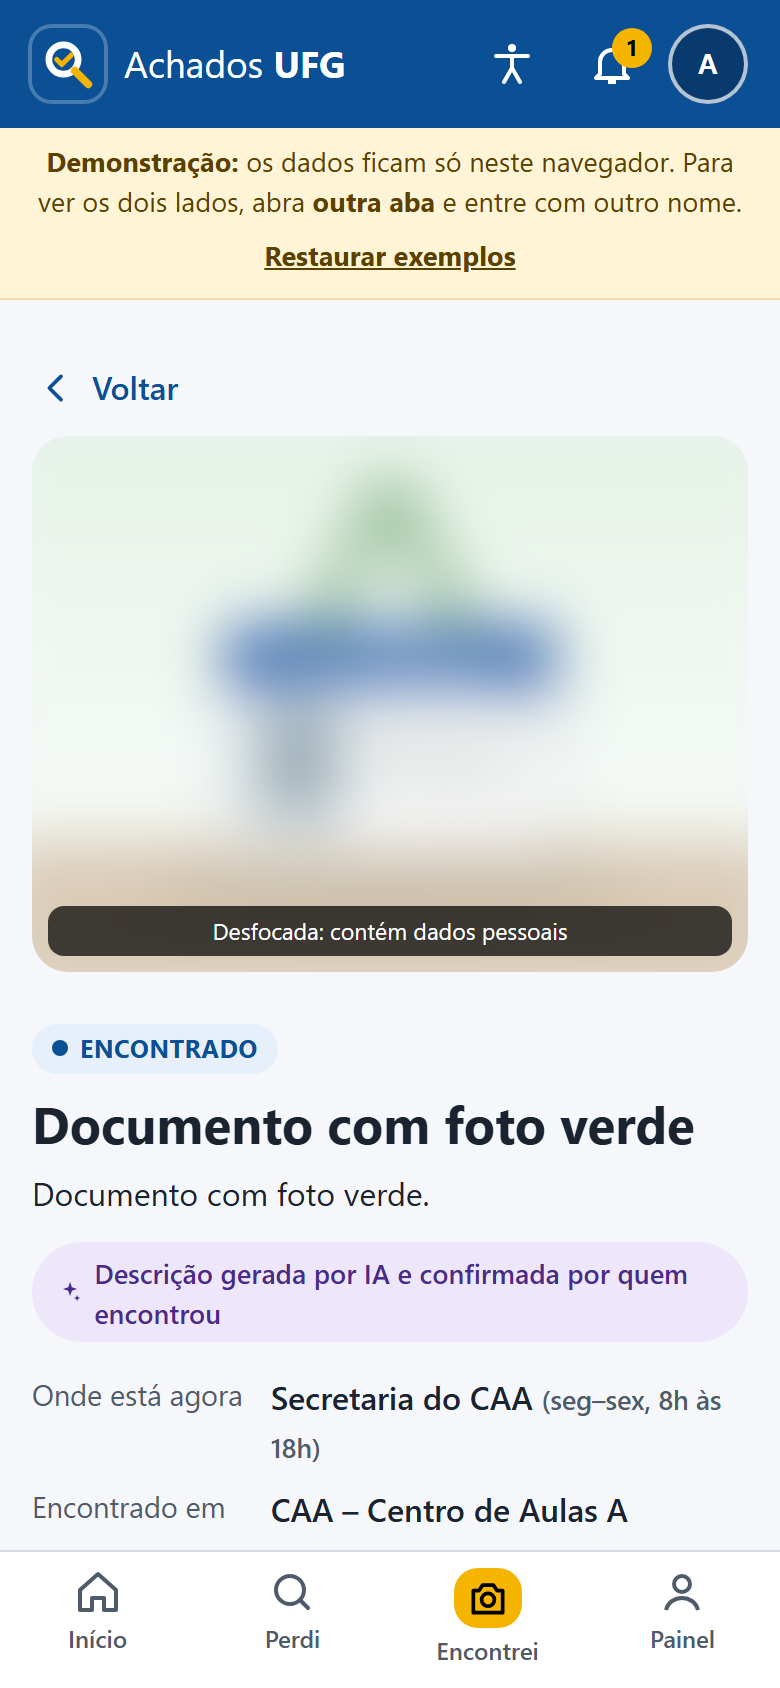 Achados UFG
1
A
Demonstração: os dados ficam só neste navegador. Para
ver os dois lados, abra outra aba e entre com outro nome.
Restaurar exemplos
Voltar
Desfocada: contém dados pessoais
ENCONTRADO
Documento com foto verde
Documento com foto verde.
Descrição gerada por IA e confirmada por quem
encontrou
Onde está agora Secretaria do CAA (seg–sex, 8h às
18h)
Encontrado em CAA – Centro de Aulas A
Início Perdi Encontrei Painel